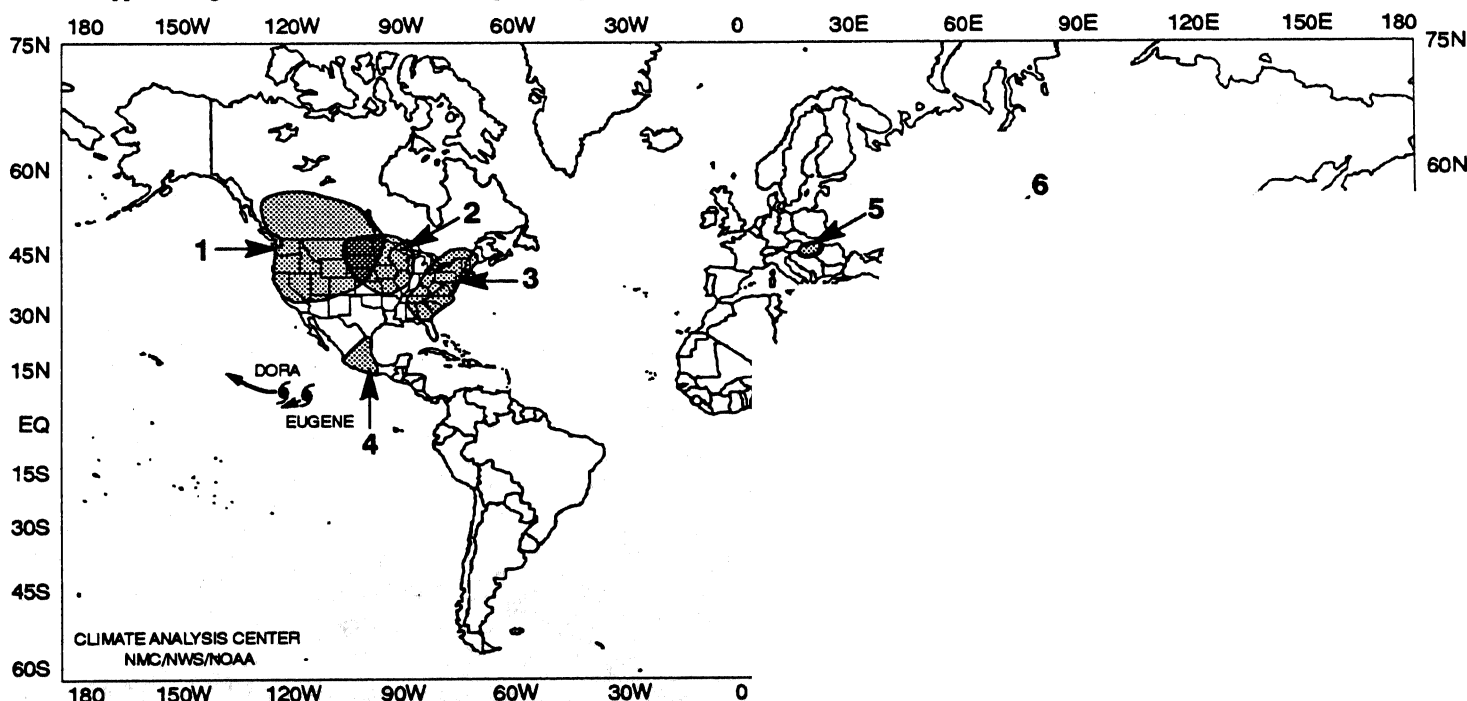 180 150W 120W 90W 60W 30W 0 30E 60E 90E 120E 150E 180
75N 75N
60N 60N
6
2
5
1
45N
3
30N
15N
DORA
EUGENE
EQ
4
15S
30S
45S
CLIMATE ANALYSIS CENTER
NMC/NWS/NOAA
60S
180 150W 120W 90W 60W 30W 0